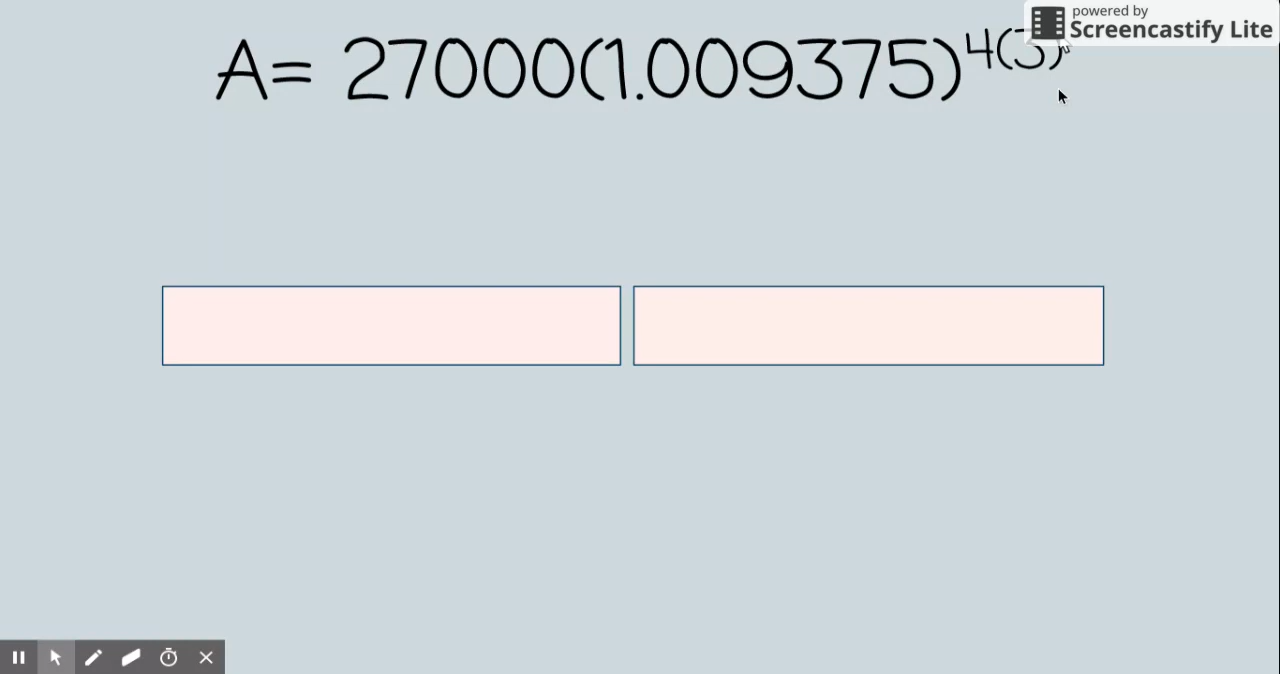 powered by
Screencastify Lite
A= 27000(1.009375)^4(3)